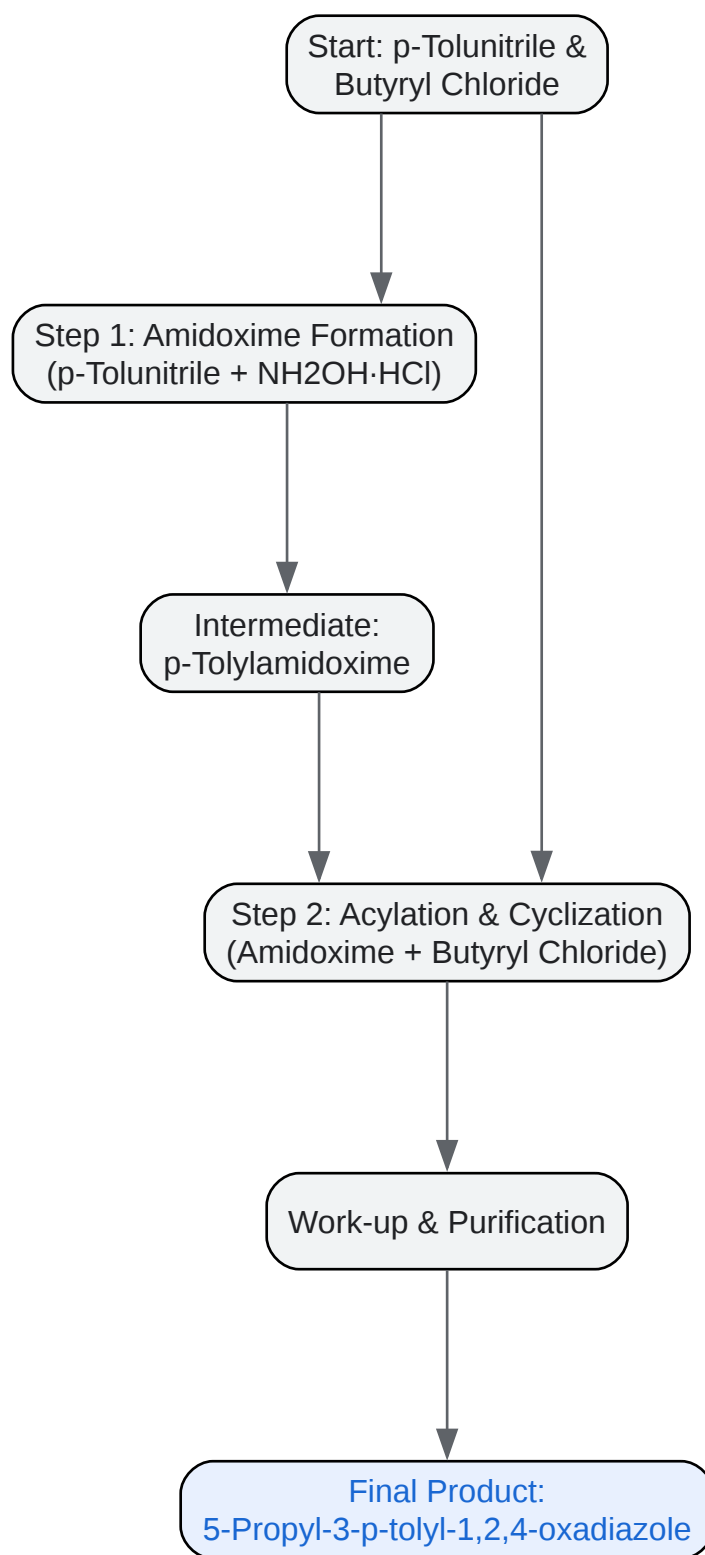 Start: p-Tolunitrile &
Butyryl Chloride
Step 1: Amidoxime Formation
(p-Tolunitrile + NH2OH·HCl)
Intermediate:
p-Tolylamidoxime
Step 2: Acylation & Cyclization
(Amidoxime + Butyryl Chloride)
Work-up & Purification
Final Product:
5-Propyl-3-p-tolyl-1,2,4-oxadiazole